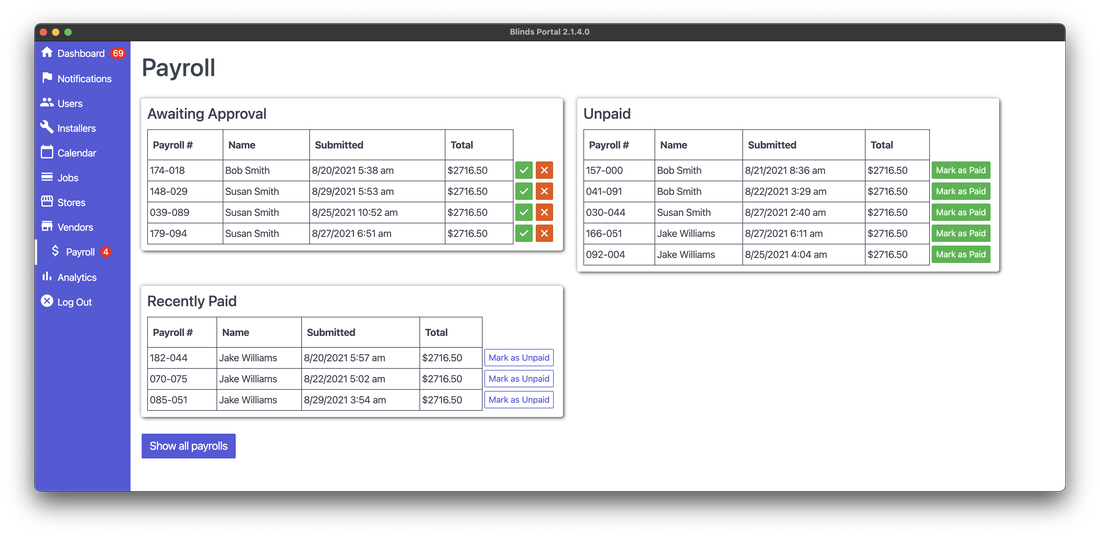 Blinds Portal 2.1.4.0
Dashboard 69
Notifications
Users
Installers
Calendar
Jobs
Stores
Vendors
$ Payroll 4
Analytics
Log Out
Payroll
Awaiting Approval
Payroll # Name Submitted Total
174-018 Bob Smith 8/20/2021 5:38 am $2716.50
148-029 Susan Smith 8/29/2021 5:53 am $2716.50
039-089 Susan Smith 8/25/2021 10:52 am $2716.50
179-094 Susan Smith 8/27/2021 6:51 am $2716.50
Unpaid
Payroll # Name Submitted Total
157-000 Bob Smith 8/21/2021 8:36 am $2716.50 Mark as Paid
041-091 Bob Smith 8/22/2021 3:29 am $2716.50 Mark as Paid
030-044 Susan Smith 8/27/2021 2:40 am $2716.50 Mark as Paid
166-051 Jake Williams 8/27/2021 6:11 am $2716.50 Mark as Paid
092-004 Jake Williams 8/25/2021 4:04 am $2716.50 Mark as Paid
Recently Paid
Payroll # Name Submitted Total
182-044 Jake Williams 8/20/2021 5:57 am $2716.50 Mark as Unpaid
070-075 Jake Williams 8/22/2021 5:02 am $2716.50 Mark as Unpaid
085-051 Jake Williams 8/29/2021 3:54 am $2716.50 Mark as Unpaid
Show all payrolls